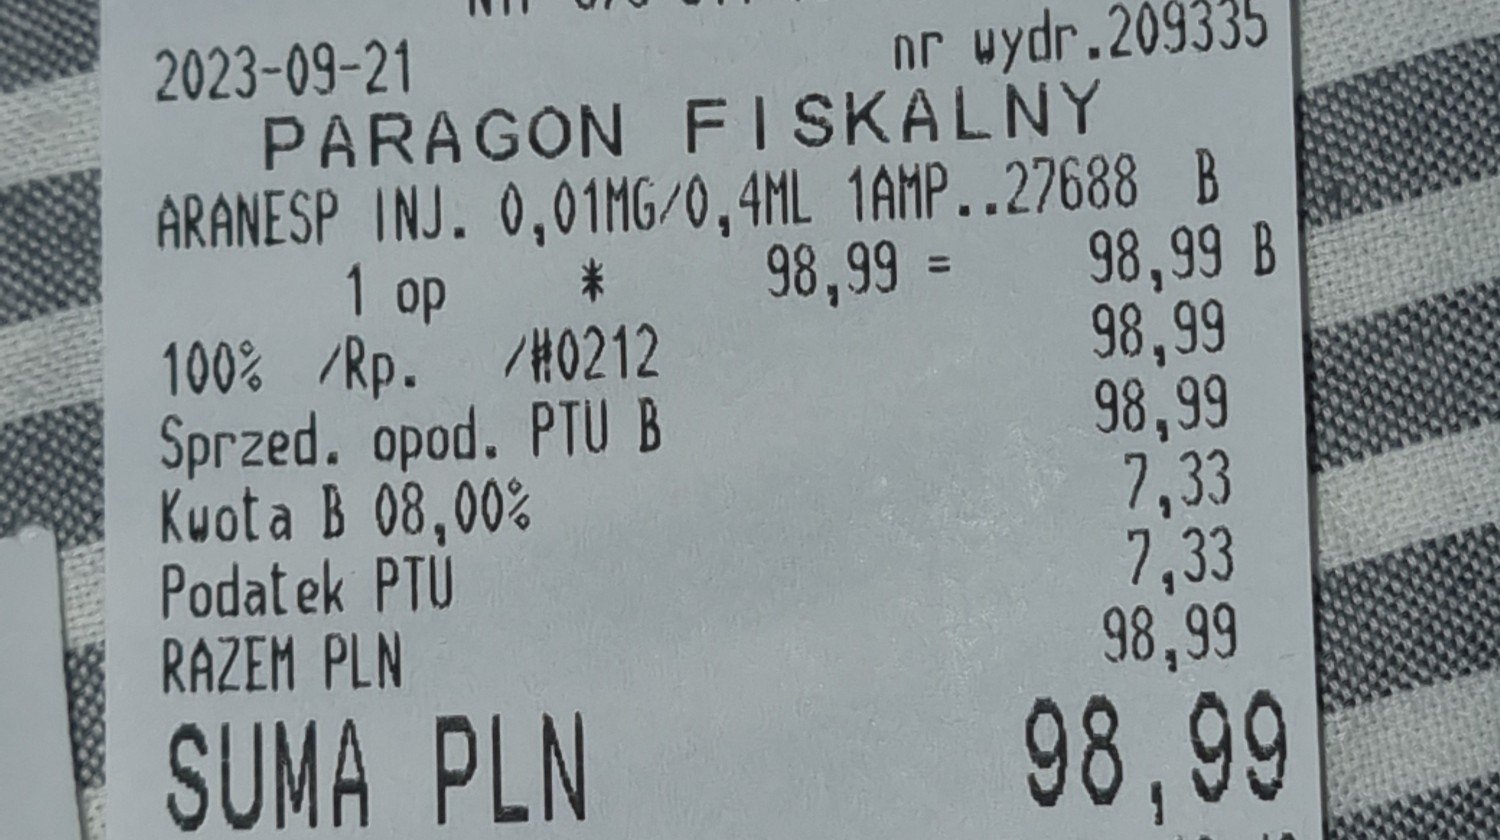 2023-09-21 nr wydr.209335
PARAGON FISKALNY
ARANESP INJ. 0,01MG/0,4ML 1AMP..27688 B
1 op * 98,99 = 98,99 B
100% /Rp. /#0212 98,99
Sprzed. opod. PTU B 98,99
Kwota B 08,00% 7,33
Podatek PTU 7,33
RAZEM PLN 98,99
SUMA PLN 98,99